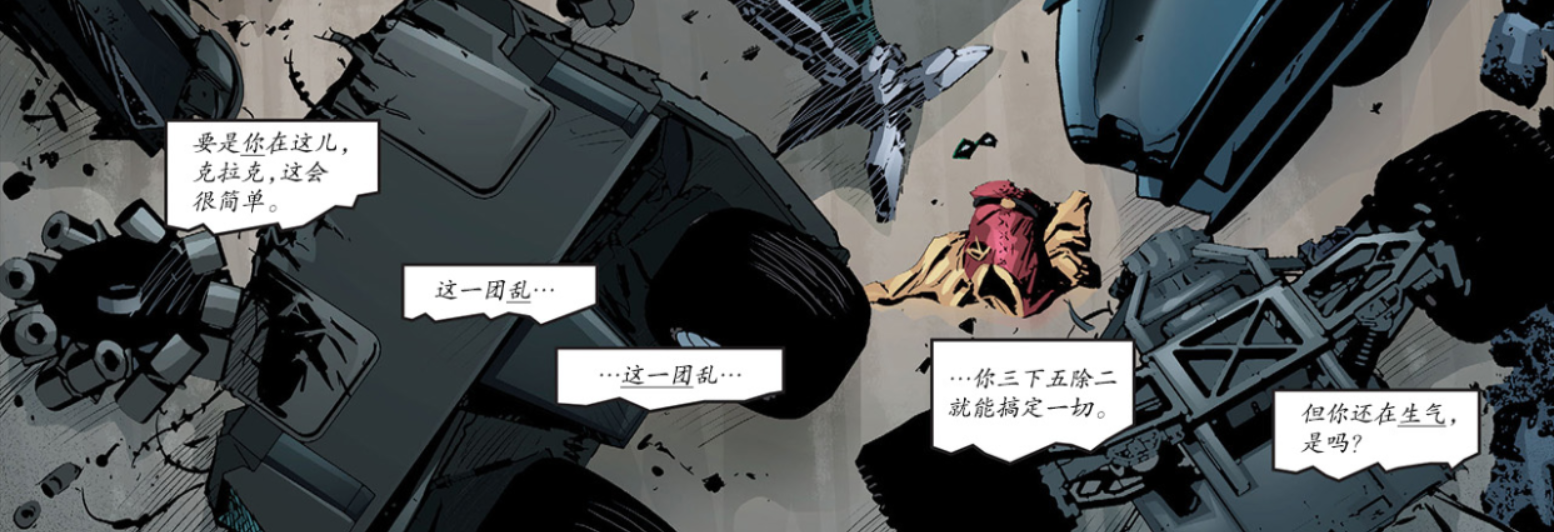 要是你在这儿，
克拉克，这会
很简单。
这一团乱…
…这一团乱…
…你三下五除二
就能搞定一切。
但你还在生气，
是吗？